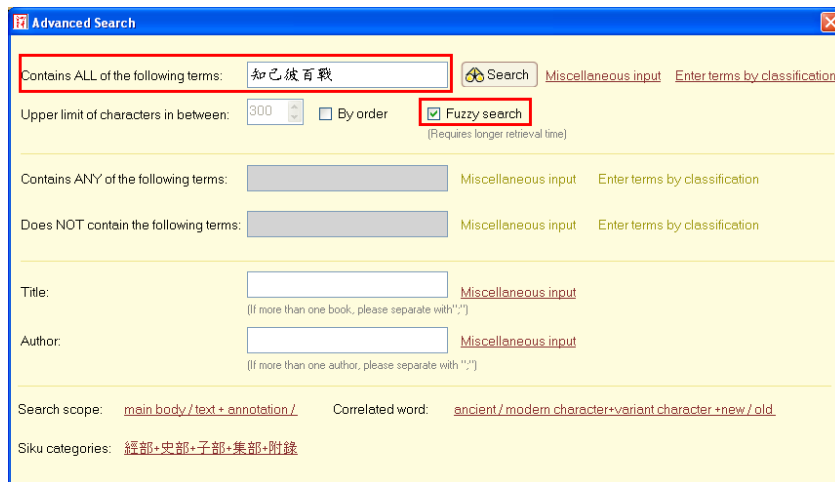 Advanced Search
Contains ALL of the following terms: 知己彼百戰 Search Miscellaneous input Enter terms by classification
Upper limit of characters in between: 300 By order Fuzzy search
(Requires longer retrieval time)
Contains ANY of the following terms: Miscellaneous input Enter terms by classification
Does NOT contain the following terms: Miscellaneous input Enter terms by classification
Title: Miscellaneous input
(If more than one book, please separate with";")
Author: Miscellaneous input
(If more than one author, please separate with ";")
Search scope: main body / text + annotation / Correlated word: ancient / modern character+variant character +new / old
Siku categories: 經部+史部+子部+集部+附錄